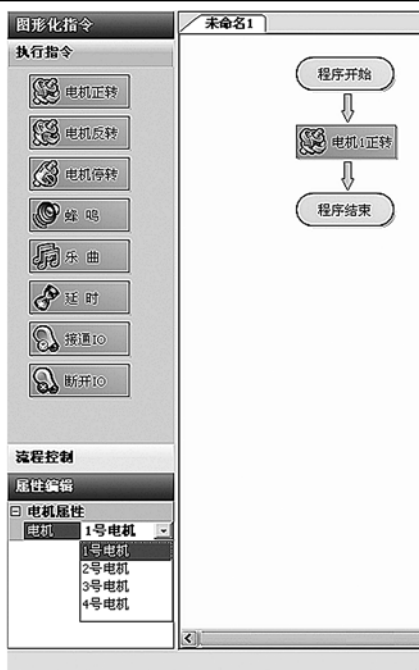 图形化指令
执行指令
电机正转
电机反转
电机停转
蜂 鸣
乐 曲
延 时
接通IO
断开IO
流程控制
属性编辑
电机属性
电机 1号电机
1号电机
2号电机
3号电机
4号电机
未命名1
程序开始
电机1正转
程序结束